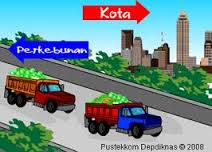 Kota
Perkebunan
Pustekkom Depdiknas © 2008